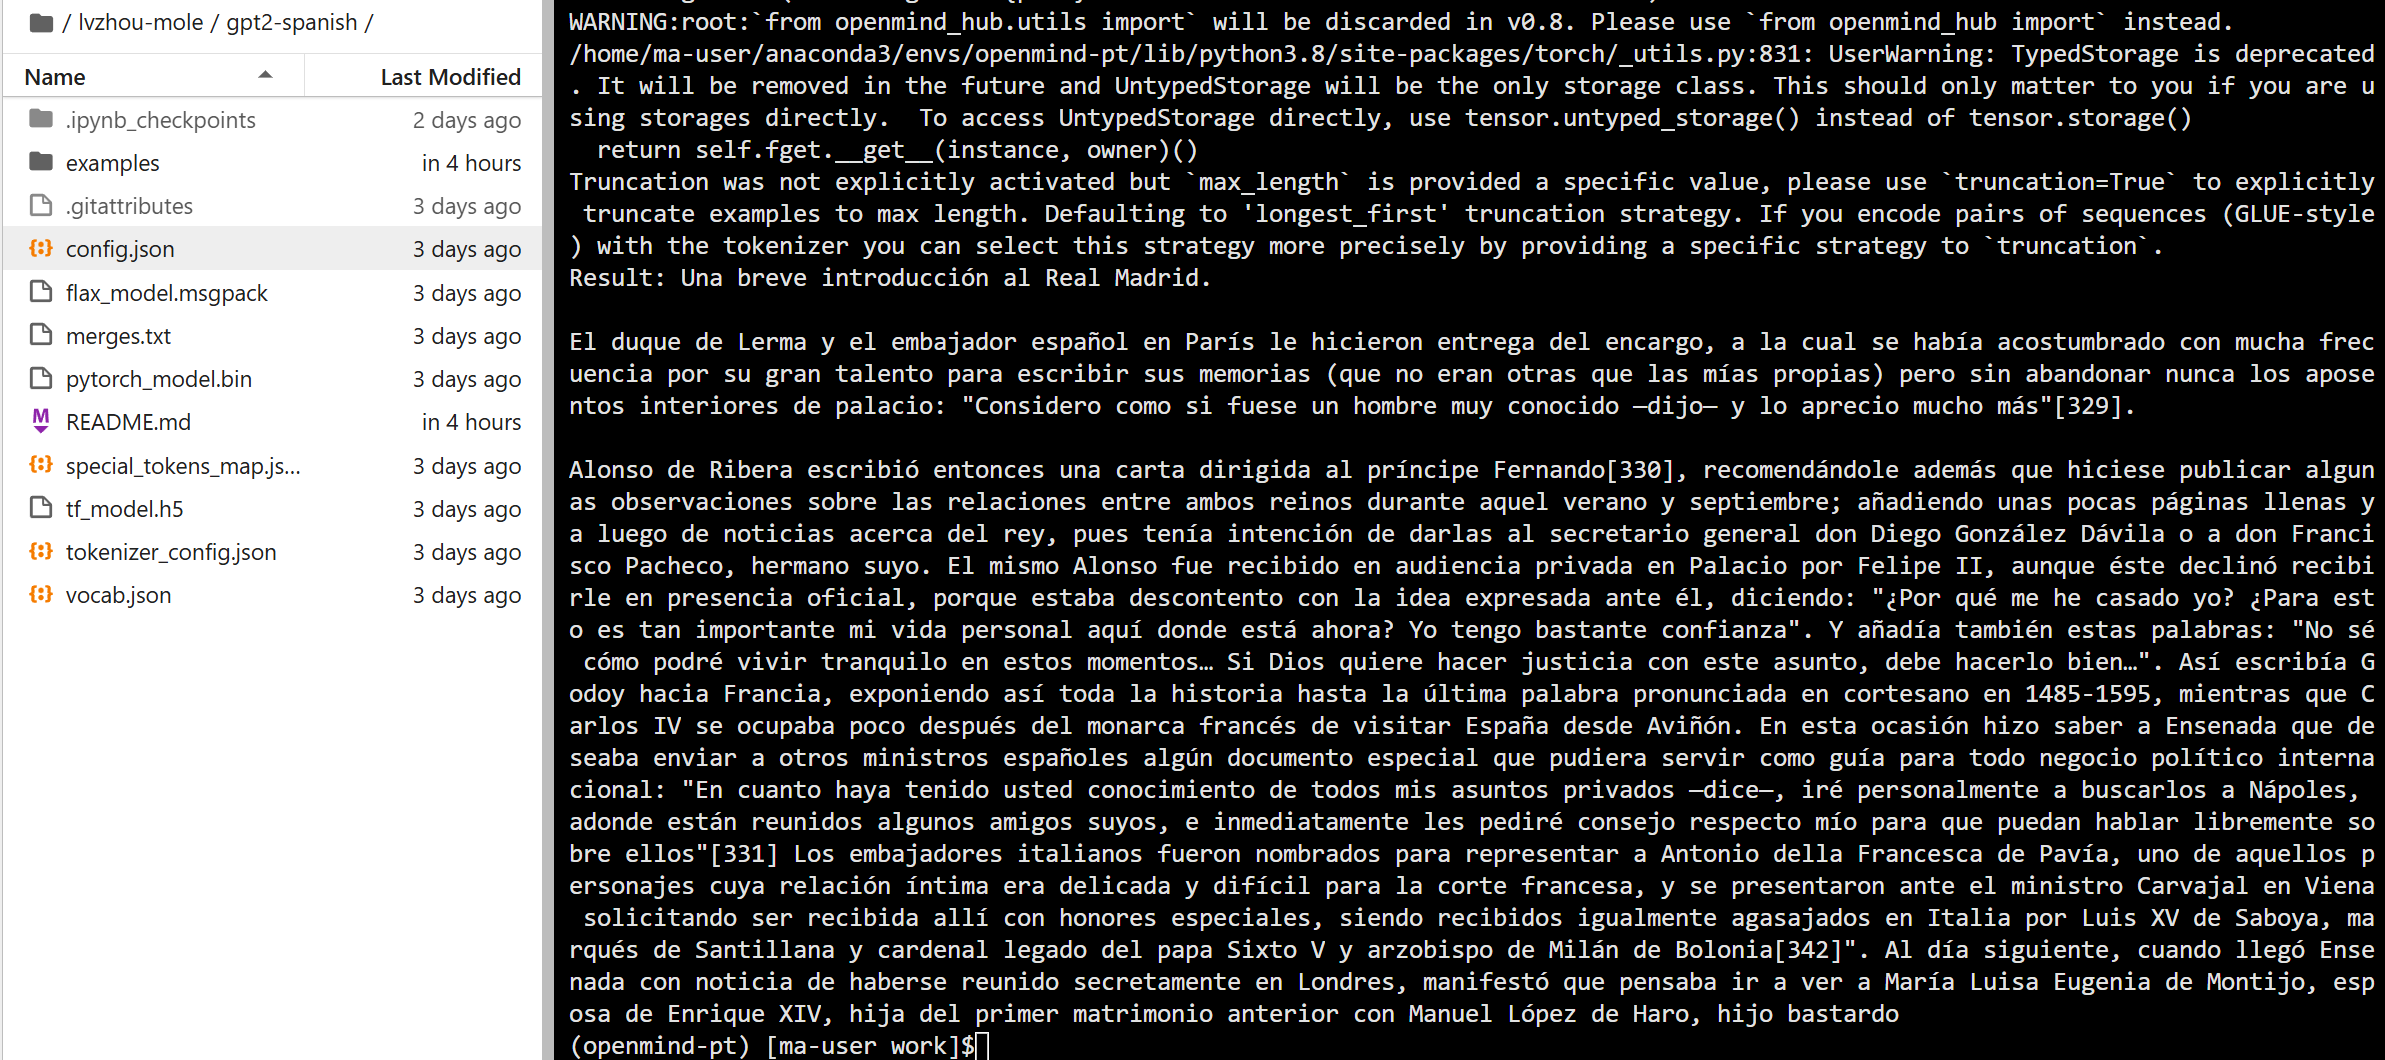 / lvzhou-mole / gpt2-spanish /
Name Last Modified
.ipynb_checkpoints 2 days ago
examples in 4 hours
.gitattributes 3 days ago
config.json 3 days ago
flax_model.msgpack 3 days ago
merges.txt 3 days ago
pytorch_model.bin 3 days ago
README.md in 4 hours
special_tokens_map.js... 3 days ago
tf_model.h5 3 days ago
tokenizer_config.json 3 days ago
vocab.json 3 days ago
WARNING:root:`from openmind_hub.utils import` will be discarded in v0.8. Please use `from openmind_hub import` instead.
/home/ma-user/anaconda3/envs/openmind-pt/lib/python3.8/site-packages/torch/_utils.py:831: UserWarning: TypedStorage is deprecated
. It will be removed in the future and UntypedStorage will be the only storage class. This should only matter to you if you are u
sing storages directly.  To access UntypedStorage directly, use tensor.untyped_storage() instead of tensor.storage()
  return self.fget.__get__(instance, owner)()
Truncation was not explicitly activated but `max_length` is provided a specific value, please use `truncation=True` to explicitly
 truncate examples to max length. Defaulting to 'longest_first' truncation strategy. If you encode pairs of sequences (GLUE-style
) with the tokenizer you can select this strategy more precisely by providing a specific strategy to `truncation`.
Result: Una breve introducción al Real Madrid.
El duque de Lerma y el embajador español en París le hicieron entrega del encargo, a la cual se había acostumbrado con mucha frec
uencia por su gran talento para escribir sus memorias (que no eran otras que las mías propias) pero sin abandonar nunca los apose
ntos interiores de palacio: "Considero como si fuese un hombre muy conocido —dijo— y lo aprecio mucho más"[329].
Alonso de Ribera escribió entonces una carta dirigida al príncipe Fernando[330], recomendándole además que hiciese publicar algun
as observaciones sobre las relaciones entre ambos reinos durante aquel verano y septiembre; añadiendo unas pocas páginas llenas y
a luego de noticias acerca del rey, pues tenía intención de darlas al secretario general don Diego González Dávila o a don Franci
sco Pacheco, hermano suyo. El mismo Alonso fue recibido en audiencia privada en Palacio por Felipe II, aunque éste declinó recibi
rle en presencia oficial, porque estaba descontento con la idea expresada ante él, diciendo: "¿Por qué me he casado yo? ¿Para est
o es tan importante mi vida personal aquí donde está ahora? Yo tengo bastante confianza". Y añadía también estas palabras: "No sé
 cómo podré vivir tranquilo en estos momentos… Si Dios quiere hacer justicia con este asunto, debe hacerlo bien…". Así escribía G
odoy hacia Francia, exponiendo así toda la historia hasta la última palabra pronunciada en cortesano en 1485-1595, mientras que C
arlos IV se ocupaba poco después del monarca francés de visitar España desde Aviñón. En esta ocasión hizo saber a Ensenada que de
seaba enviar a otros ministros españoles algún documento especial que pudiera servir como guía para todo negocio político interna
cional: "En cuanto haya tenido usted conocimiento de todos mis asuntos privados —dice—, iré personalmente a buscarlos a Nápoles,
adonde están reunidos algunos amigos suyos, e inmediatamente les pediré consejo respecto mío para que puedan hablar libremente so
bre ellos"[331] Los embajadores italianos fueron nombrados para representar a Antonio della Francesca de Pavía, uno de aquellos p
ersonajes cuya relación íntima era delicada y difícil para la corte francesa, y se presentaron ante el ministro Carvajal en Viena
 solicitando ser recibida allí con honores especiales, siendo recibidos igualmente agasajados en Italia por Luis XV de Saboya, ma
rqués de Santillana y cardenal legado del papa Sixto V y arzobispo de Milán de Bolonia[342]". Al día siguiente, cuando llegó Ense
nada con noticia de haberse reunido secretamente en Londres, manifestó que pensaba ir a ver a María Luisa Eugenia de Montijo, esp
osa de Enrique XIV, hija del primer matrimonio anterior con Manuel López de Haro, hijo bastardo
(openmind-pt) [ma-user work]$